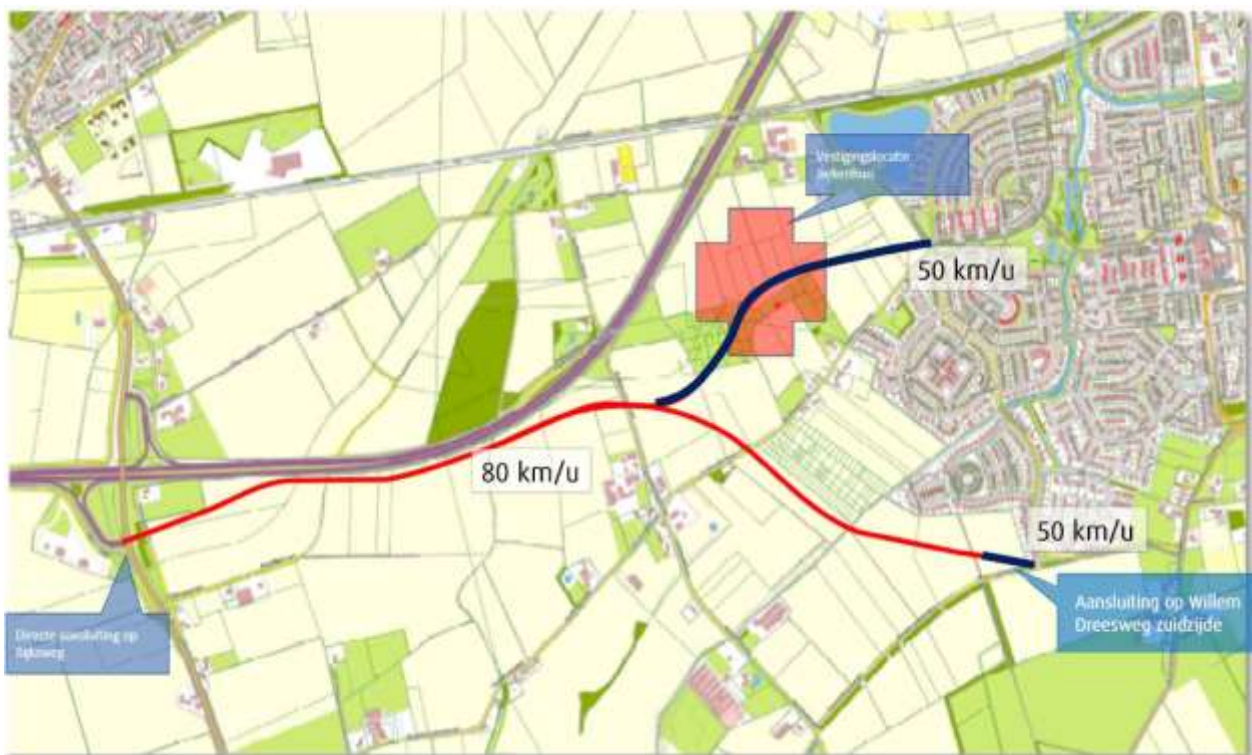 Vestigingslocatie
Ziekenhuis
50 km/u
80 km/u
50 km/u
Directe aansluiting op
Rijksweg
Aansluiting op Willem
Dreesweg zuidzijde